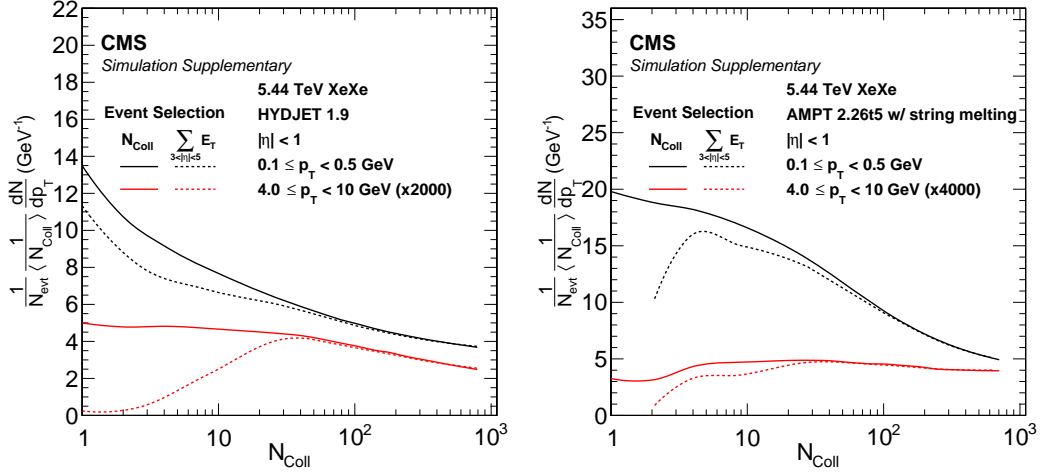 22
20
18
16
14
12
10
8
6
4
2
0
1/N_evt ⟨ 1/N_Coll ⟩ dN/dp_T (GeV⁻¹)
CMS
Simulation Supplementary
5.44 TeV XeXe
Event Selection HYDJET 1.9
N_Coll ∑_{3<|η|<5} E_T |η| < 1
0.1 ≤ p_T < 0.5 GeV
4.0 ≤ p_T < 10 GeV (x2000)
1 10 10² 10³
N_Coll
35
30
25
20
15
10
5
0
1/N_evt ⟨ 1/N_Coll ⟩ dN/dp_T (GeV⁻¹)
CMS
Simulation Supplementary
5.44 TeV XeXe
Event Selection AMPT 2.26t5 w/ string melting
N_Coll ∑_{3<|η|<5} E_T |η| < 1
0.1 ≤ p_T < 0.5 GeV
4.0 ≤ p_T < 10 GeV (x4000)
1 10 10² 10³
N_Coll